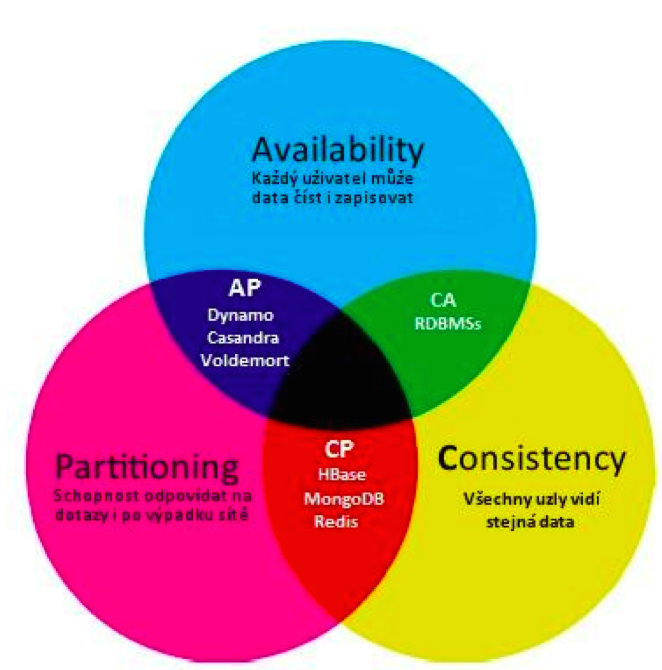 Availability
Každý uživatel může
data číst i zapisovat
AP
Dynamo
Casandra
Voldemort
CA
RDBMSs
Partitioning
Schopnost odpovídat na
dotazy i po výpadku sítě
CP
HBase
MongoDB
Redis
Consistency
Všechny uzly vidí
stejná data